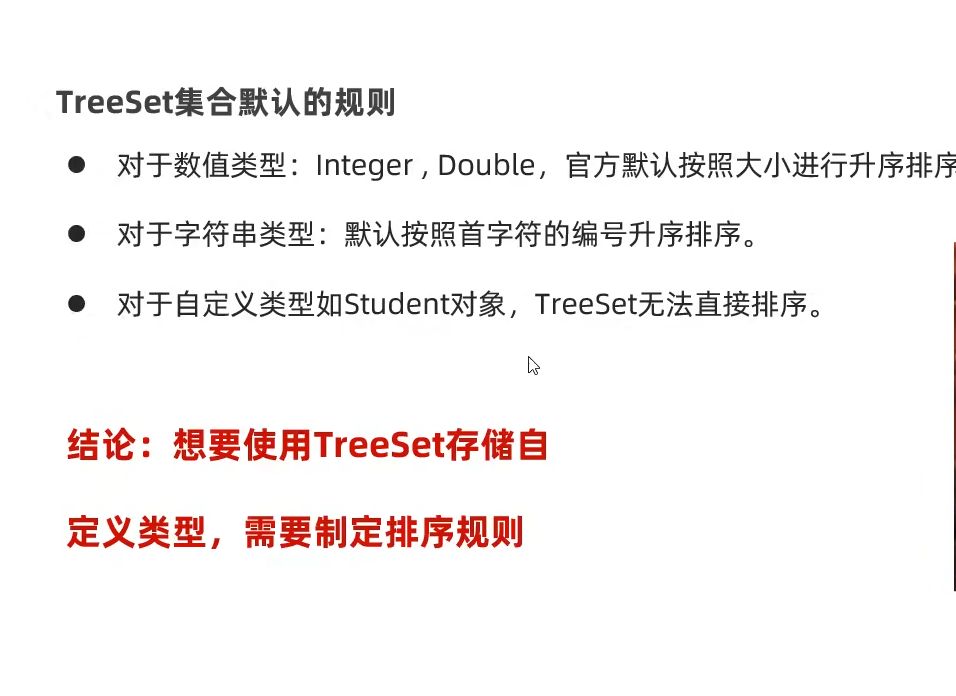 TreeSet集合默认的规则
● 对于数值类型：Integer , Double，官方默认按照大小进行升序排序
● 对于字符串类型：默认按照首字符的编号升序排序。
● 对于自定义类型如Student对象，TreeSet无法直接排序。
结论：想要使用TreeSet存储自
定义类型，需要制定排序规则